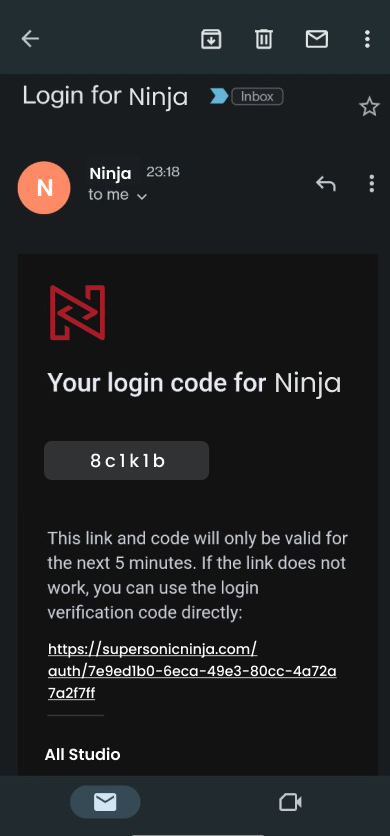 Login for Ninja
Inbox
N
Ninja 23:18
to me
Your login code for Ninja
8c1k1b
This link and code will only be valid for
the next 5 minutes. If the link does not
work, you can use the login
verification code directly:
https://supersonicninja.com/
auth/7e9ed1b0-6eca-49e3-80cc-4a72a
7a2f7ff
All Studio